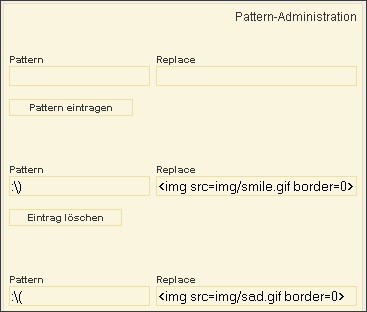 Pattern-Administration
Pattern Replace
Pattern eintragen
Pattern Replace
:\) <img src=img/smile.gif border=0>
Eintrag löschen
Pattern Replace
:\( <img src=img/sad.gif border=0>